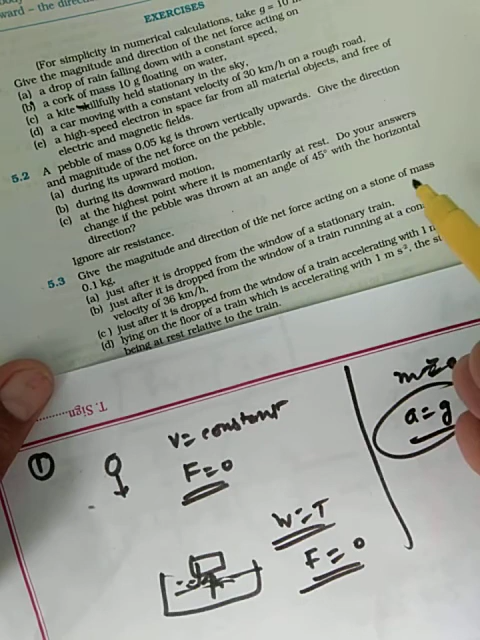 ward – the direction
EXERCISES
(For simplicity in numerical calculations, take g = 10
Give the magnitude and direction of the net force acting on
(a) a drop of rain falling down with a constant speed,
(b) a cork of mass 10 g floating on water,
(c) a kite skillfully held stationary in the sky,
(d) a car moving with a constant velocity of 30 km/h on a rough road,
(e) a high-speed electron in space far from all material objects, and free of
electric and magnetic fields.
5.2 A pebble of mass 0.05 kg is thrown vertically upwards. Give the direction
and magnitude of the net force on the pebble,
(a) during its upward motion,
(b) during its downward motion,
(c) at the highest point where it is momentarily at rest. Do your answers
change if the pebble was thrown at an angle of 45° with the horizontal
direction?
Ignore air resistance.
5.3 Give the magnitude and direction of the net force acting on a stone of mass
0.1 kg,
(a) just after it is dropped from the window of a stationary train,
(b) just after it is dropped from the window of a train running at a
velocity of 36 km/h,
(c) just after it is dropped from the window of a train accelerating with 1
(d) lying on the floor of a train which is accelerating with 1 m s⁻², the
being at rest relative to the train.
T. Sign.
①
V = constant
F = 0
a = g
W = T
F = 0